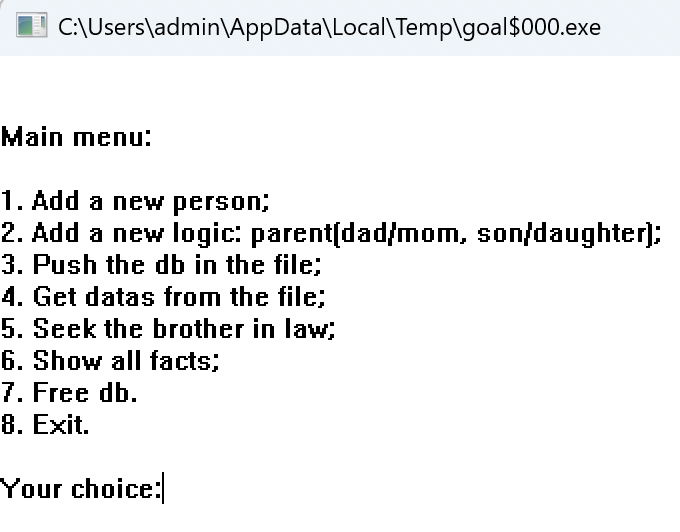 C:\Users\admin\AppData\Local\Temp\goal$000.exe
Main menu:
1. Add a new person;
2. Add a new logic: parent(dad/mom, son/daughter);
3. Push the db in the file;
4. Get datas from the file;
5. Seek the brother in law;
6. Show all facts;
7. Free db.
8. Exit.
Your choice: